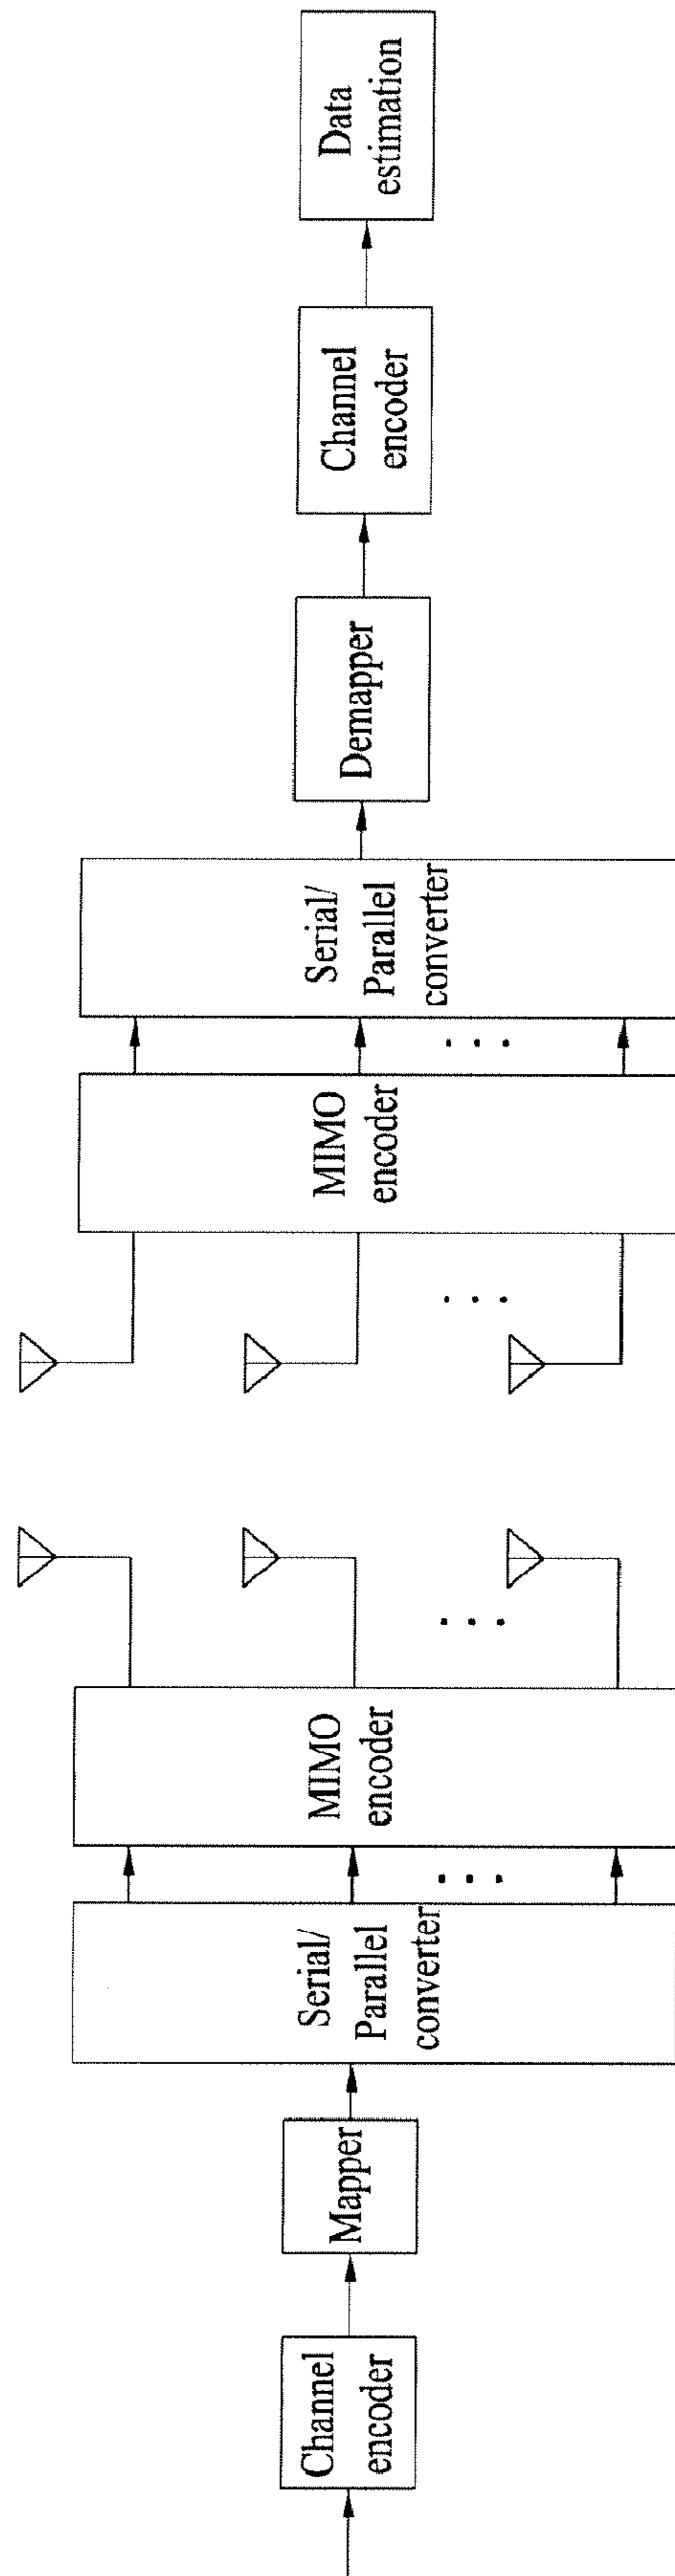 Channel
encoder
Mapper
Serial/
Parallel
converter
MIMO
encoder
MIMO
encoder
Serial/
Parallel
converter
Demapper
Channel
encoder
Data
estimation